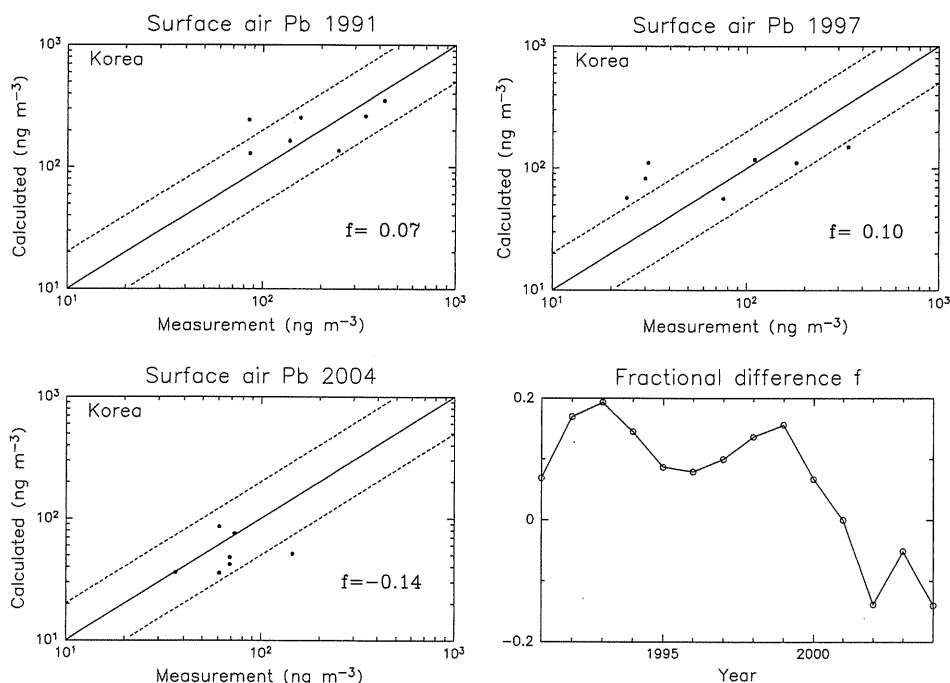 Surface air Pb 1991
10³
Korea
Calculated (ng m⁻³)
10²
f= 0.07
10¹
10¹ 10² 10³
Measurement (ng m⁻³)
Surface air Pb 1997
10³
Korea
Calculated (ng m⁻³)
10²
f= 0.10
10¹
10¹ 10² 10³
Measurement (ng m⁻³)
Surface air Pb 2004
10³
Korea
Calculated (ng m⁻³)
10²
f=−0.14
10¹
10¹ 10² 10³
Measurement (ng m⁻³)
Fractional difference f
0.2
0
−0.2
1995 2000
Year